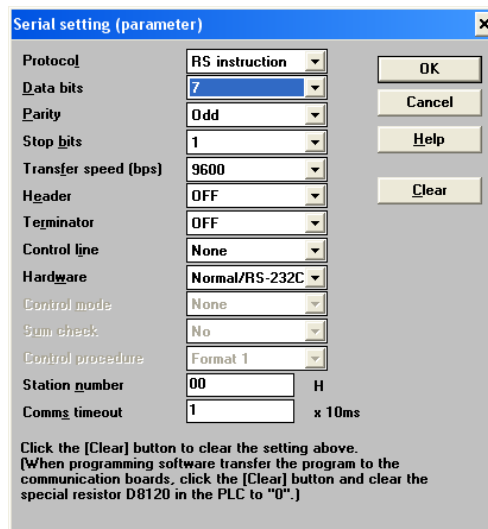 Serial setting (parameter)
Protocol RS instruction
Data bits 7
Parity Odd
Stop bits 1
Transfer speed (bps) 9600
Header OFF
Terminator OFF
Control line None
Hardware Normal/RS-232C
Control mode None
Sum check No
Control procedure Format 1
Station number 00 H
Comms timeout 1 x 10ms
OK
Cancel
Help
Clear
Click the [Clear] button to clear the setting above.
(When programming software transfer the program to the
communication boards, click the [Clear] button and clear the
special resistor D8120 in the PLC to "0".)